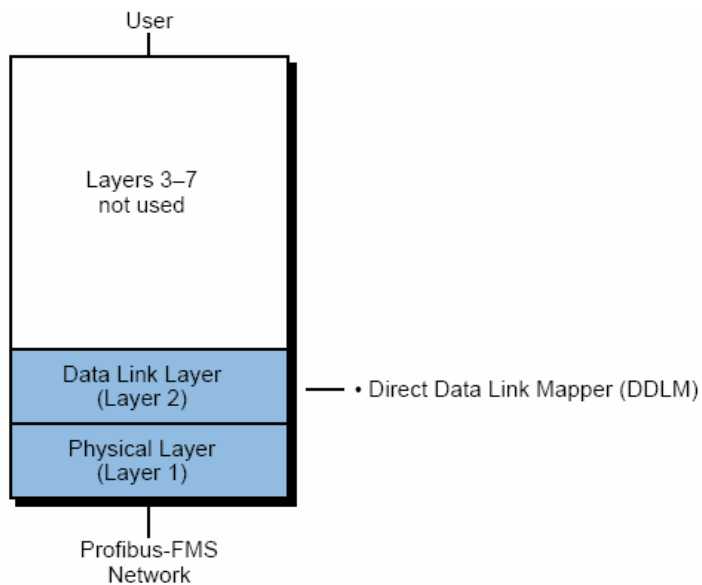 User
Layers 3–7
not used
Data Link Layer
(Layer 2)
• Direct Data Link Mapper (DDLM)
Physical Layer
(Layer 1)
Profibus-FMS
Network